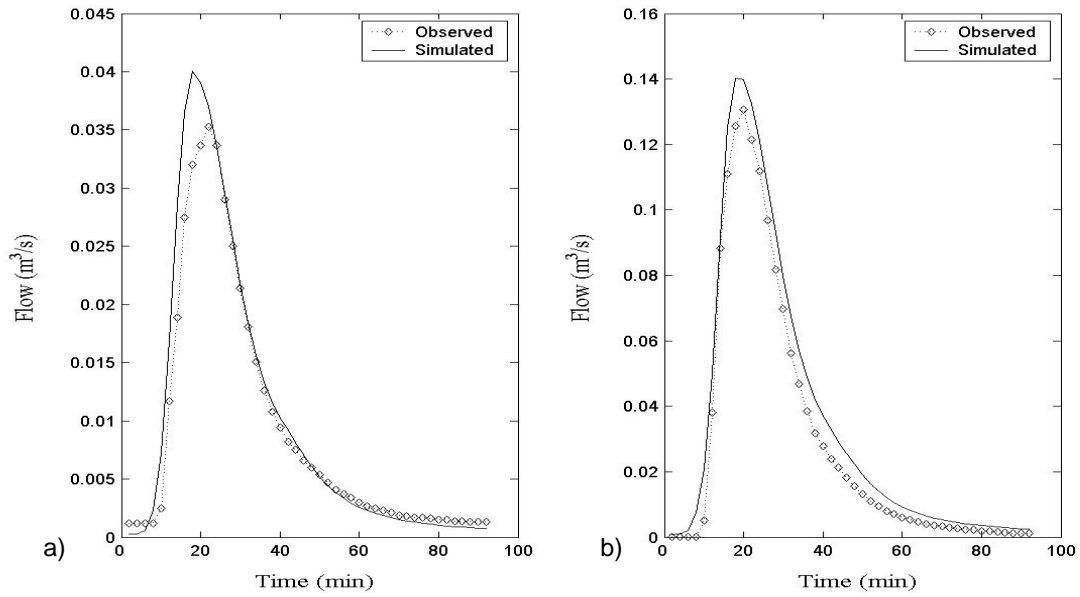 0.045
0.04
0.035
0.03
0.025
0.02
0.015
0.01
0.005
0
0 20 40 60 80 100
Flow (m³/s)
Time (min)
Observed
Simulated
a)
0.16
0.14
0.12
0.1
0.08
0.06
0.04
0.02
0
0 20 40 60 80 100
Flow (m³/s)
Time (min)
Observed
Simulated
b)